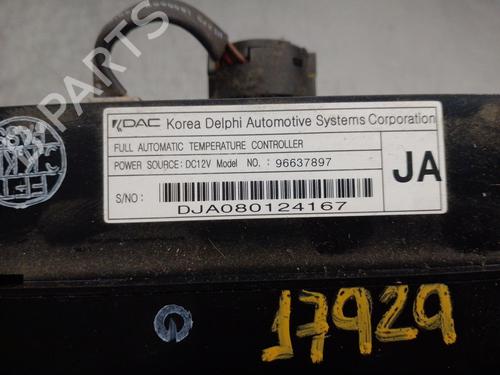 KDAC Korea Delphi Automotive Systems Corporation
FULL AUTOMATIC TEMPERATURE CONTROLLER
POWER SOURCE: DC12V Model NO. : 96637897
JA
S/NO :
DJA080124167
17929